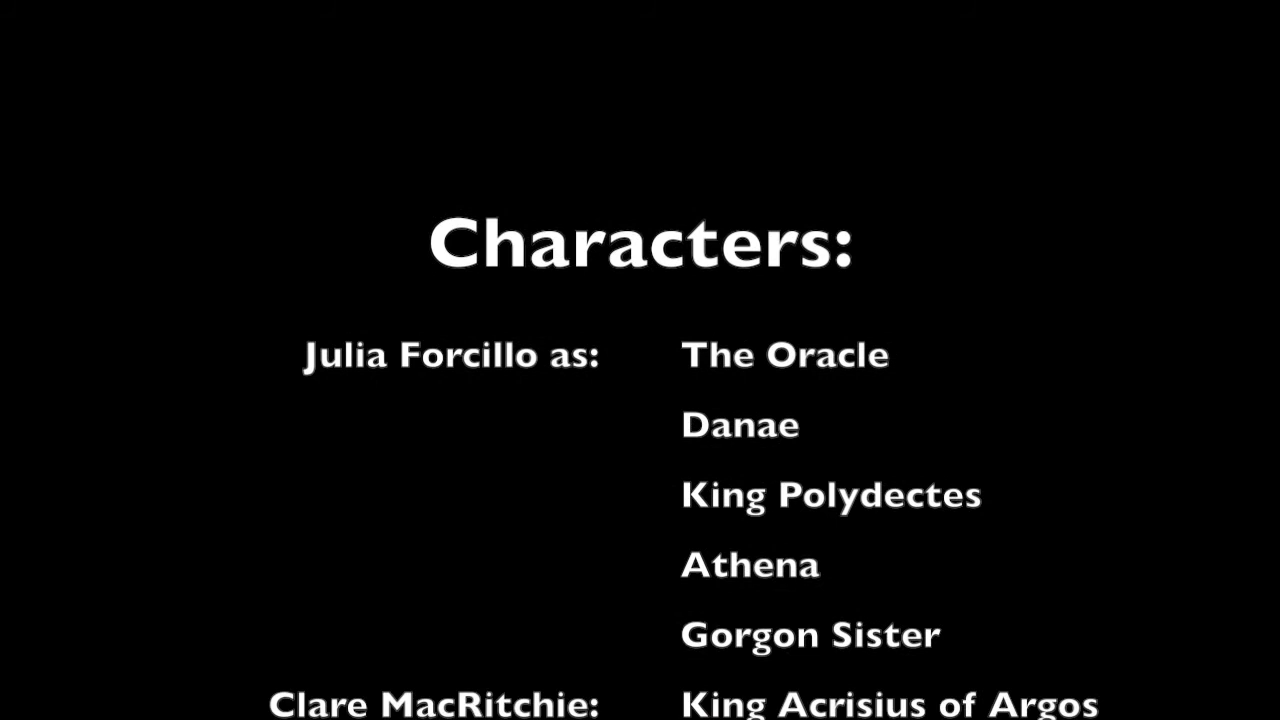 Characters:
Julia Forcillo as: The Oracle
Danae
King Polydectes
Athena
Gorgon Sister
Clare MacRitchie: King Acrisius of Argos